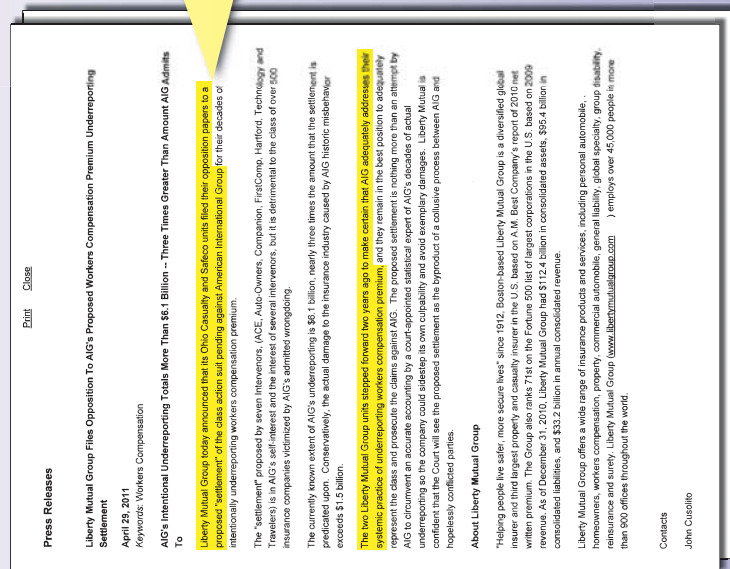 Print Close
Press Releases
Liberty Mutual Group Files Opposition To AIG's Proposed Workers Compensation Premium Underreporting
Settlement
April 29, 2011
Keywords: Workers Compensation
AIG's Intentional Underreporting Totals More Than $6.1 Billion -- Three Times Greater Than Amount AIG Admits
To
Liberty Mutual Group today announced that its Ohio Casualty and Safeco units filed their opposition papers to a
proposed "settlement" of the class action suit pending against American International Group for their decades of
intentionally underreporting workers compensation premium.
The "settlement" proposed by seven Intervenors, (ACE, Auto-Owners, Companion, FirstComp, Hartford, Technology and
Travelers) is in AIG's self-interest and the interest of several intervenors, but it is detrimental to the class of over 500
insurance companies victimized by AIG's admitted wrongdoing.
The currently known extent of AIG's underreporting is $6.1 billion, nearly three times the amount that the settlement is
predicated upon. Conservatively, the actual damage to the insurance industry caused by AIG historic misbehavior
exceeds $1.5 billion.
The two Liberty Mutual Group units stepped forward two years ago to make certain that AIG adequately addresses their
systemic practice of underreporting workers compensation premium, and they remain in the best position to adequately
represent the class and prosecute the claims against AIG. The proposed settlement is nothing more than an attempt by
AIG to circumvent an accurate accounting by a court-appointed statistical expert of AIG's decades of actual
underreporting so the company could sidestep its own culpability and avoid exemplary damages. Liberty Mutual is
confident that the Court will see the proposed settlement as the byproduct of a collusive process between AIG and
hopelessly conflicted parties.
About Liberty Mutual Group
"Helping people live safer, more secure lives" since 1912, Boston-based Liberty Mutual Group is a diversified global
insurer and third largest property and casualty insurer in the U.S. based on A.M. Best Company's report of 2010 net
written premium. The Group also ranks 71st on the Fortune 500 list of largest corporations in the U.S. based on 2009
revenue. As of December 31, 2010, Liberty Mutual Group had $112.4 billion in consolidated assets, $95.4 billion in
consolidated liabilities, and $33.2 billion in annual consolidated revenue.
Liberty Mutual Group offers a wide range of insurance products and services, including personal automobile, .
homeowners, workers compensation, property, commercial automobile, general liability, global specialty, group disability,
reinsurance and surety. Liberty Mutual Group (www.libertymutualgroup.com ) employs over 45,000 people in more
than 900 offices throughout the world.
Contacts
John Cusolito